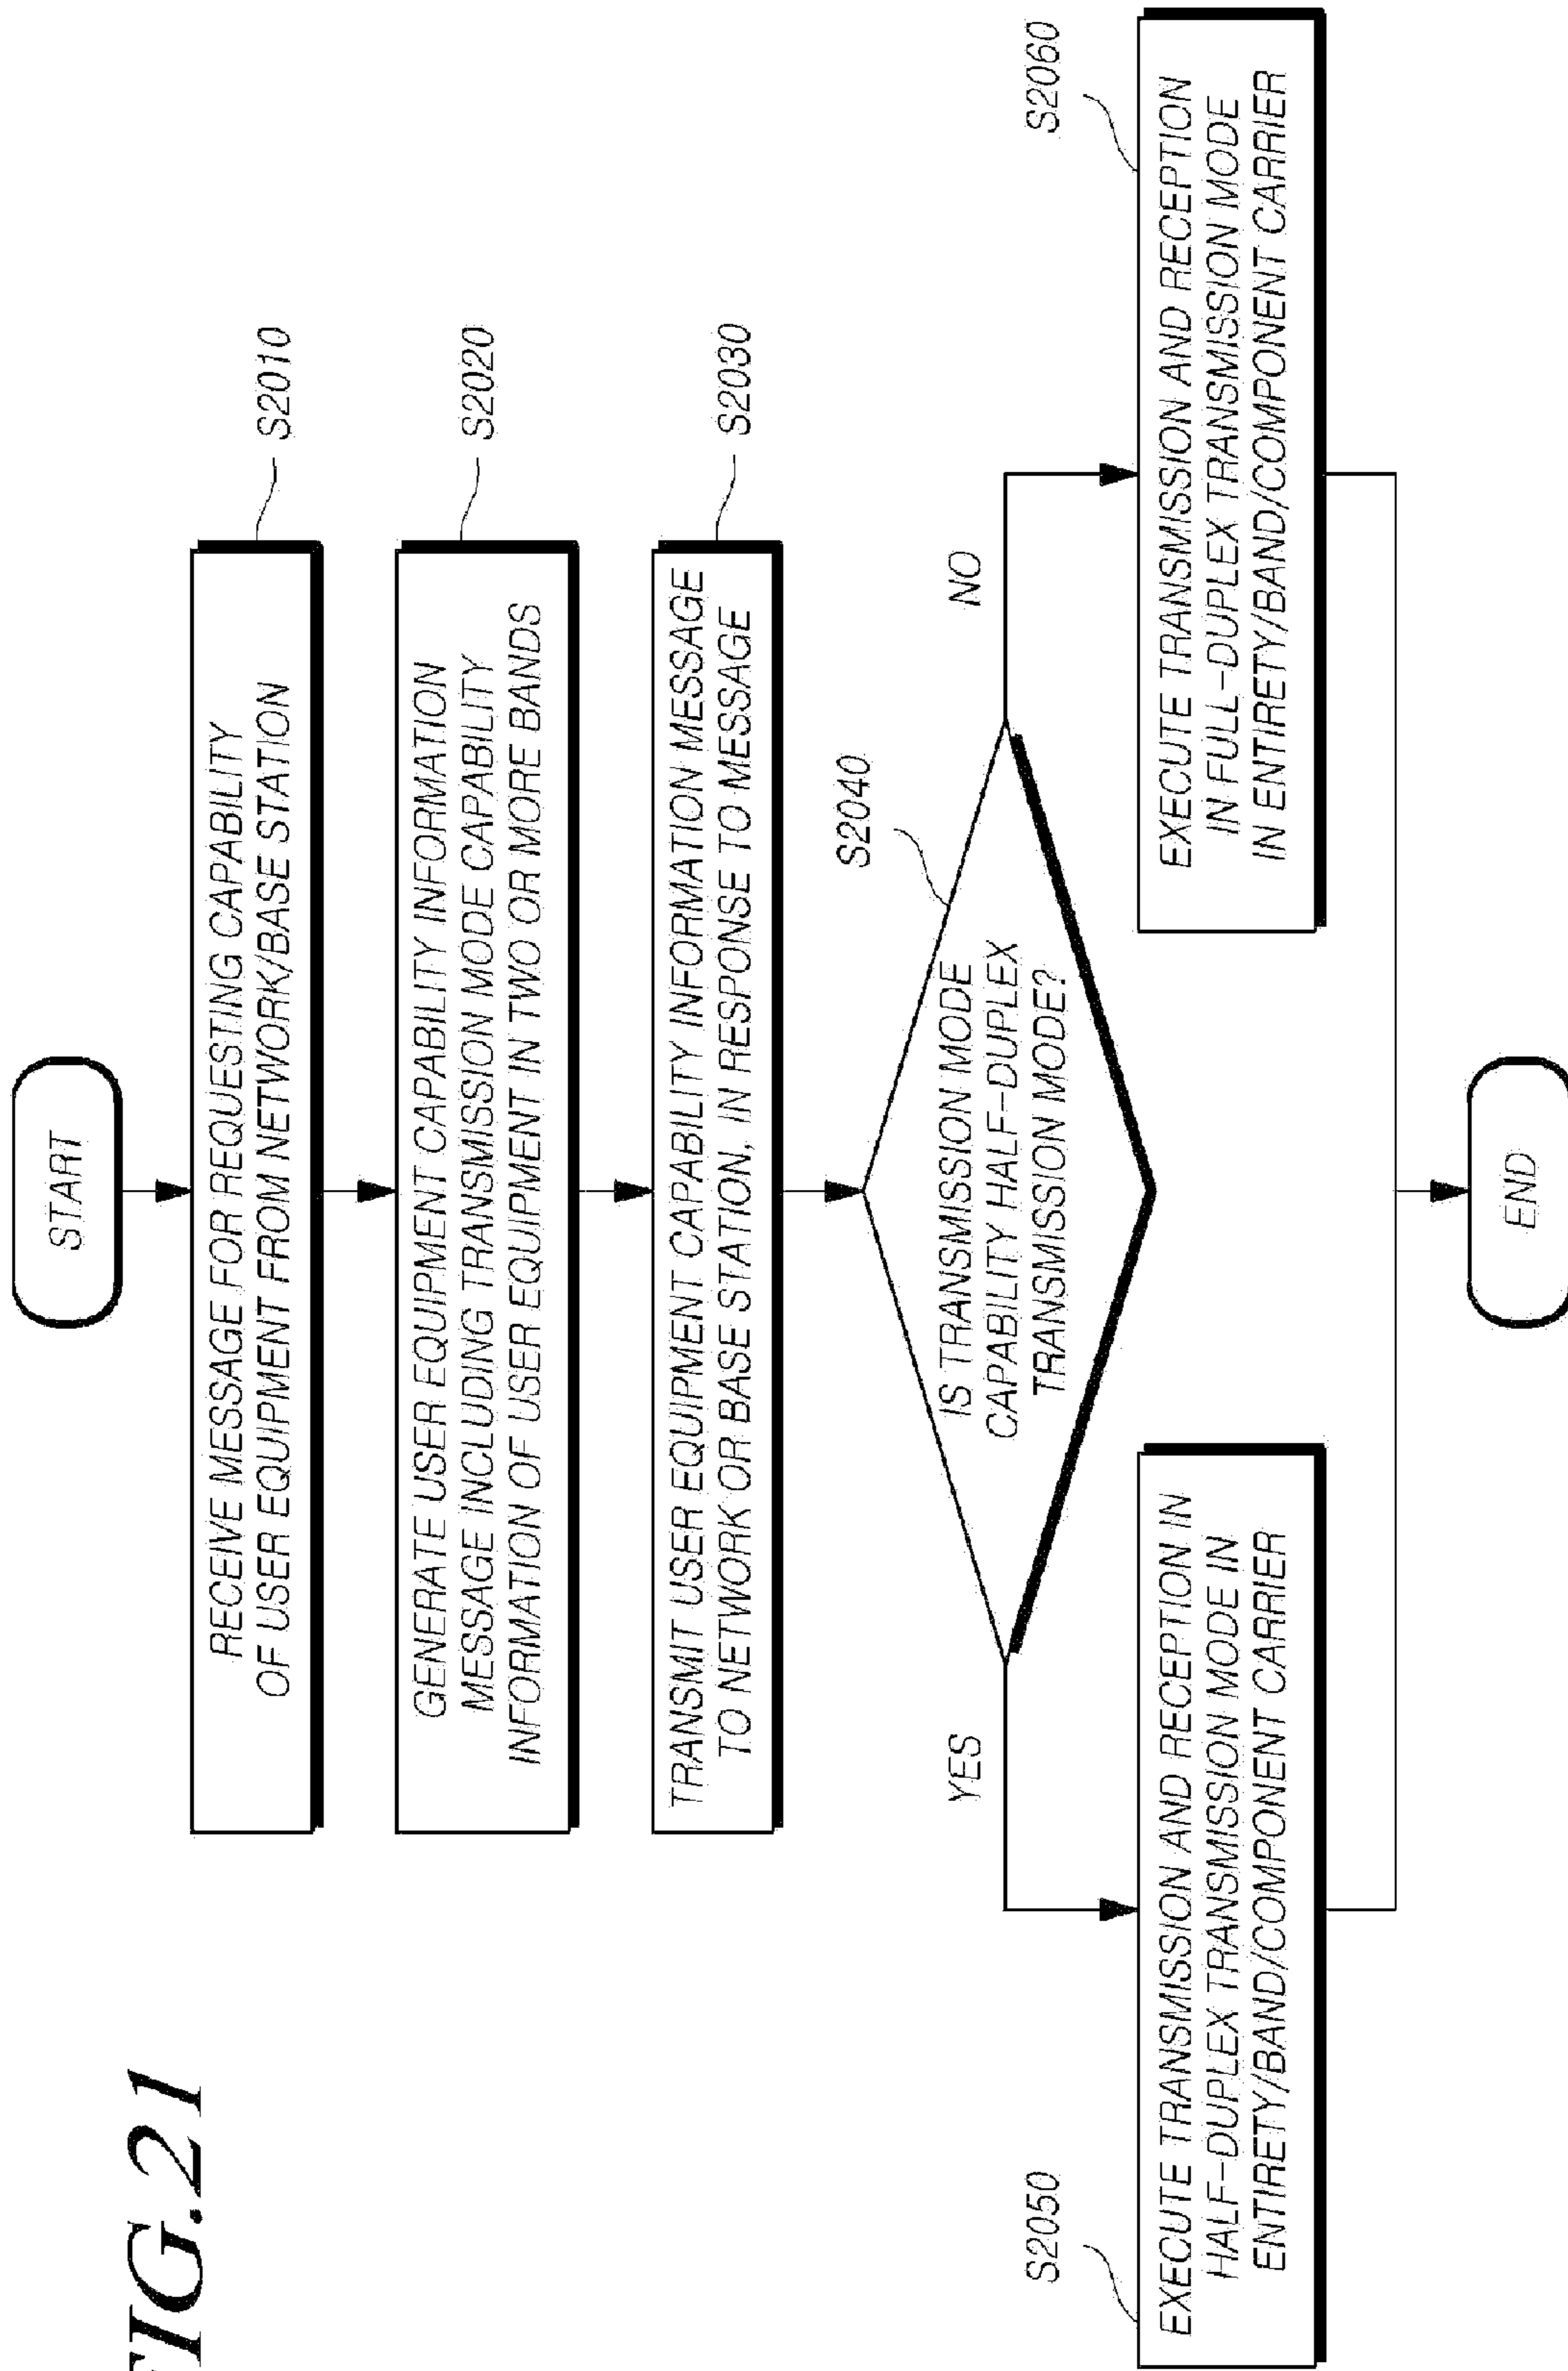 FIG.21
START
RECEIVE MESSAGE FOR REQUESTING CAPABILITY
OF USER EQUIPMENT FROM NETWORK/BASE STATION
S2010
GENERATE USER EQUIPMENT CAPABILITY INFORMATION
MESSAGE INCLUDING TRANSMISSION MODE CAPABILITY
INFORMATION OF USER EQUIPMENT IN TWO OR MORE BANDS
S2020
TRANSMIT USER EQUIPMENT CAPABILITY INFORMATION MESSAGE
TO NETWORK OR BASE STATION, IN RESPONSE TO MESSAGE
S2030
S2040
IS TRANSMISSION MODE
CAPABILITY HALF-DUPLEX
TRANSMISSION MODE?
YES
NO
S2050
EXECUTE TRANSMISSION AND RECEPTION IN
HALF-DUPLEX TRANSMISSION MODE IN
ENTIRETY/BAND/COMPONENT CARRIER
S2060
EXECUTE TRANSMISSION AND RECEPTION
IN FULL-DUPLEX TRANSMISSION MODE
IN ENTIRETY/BAND/COMPONENT CARRIER
END